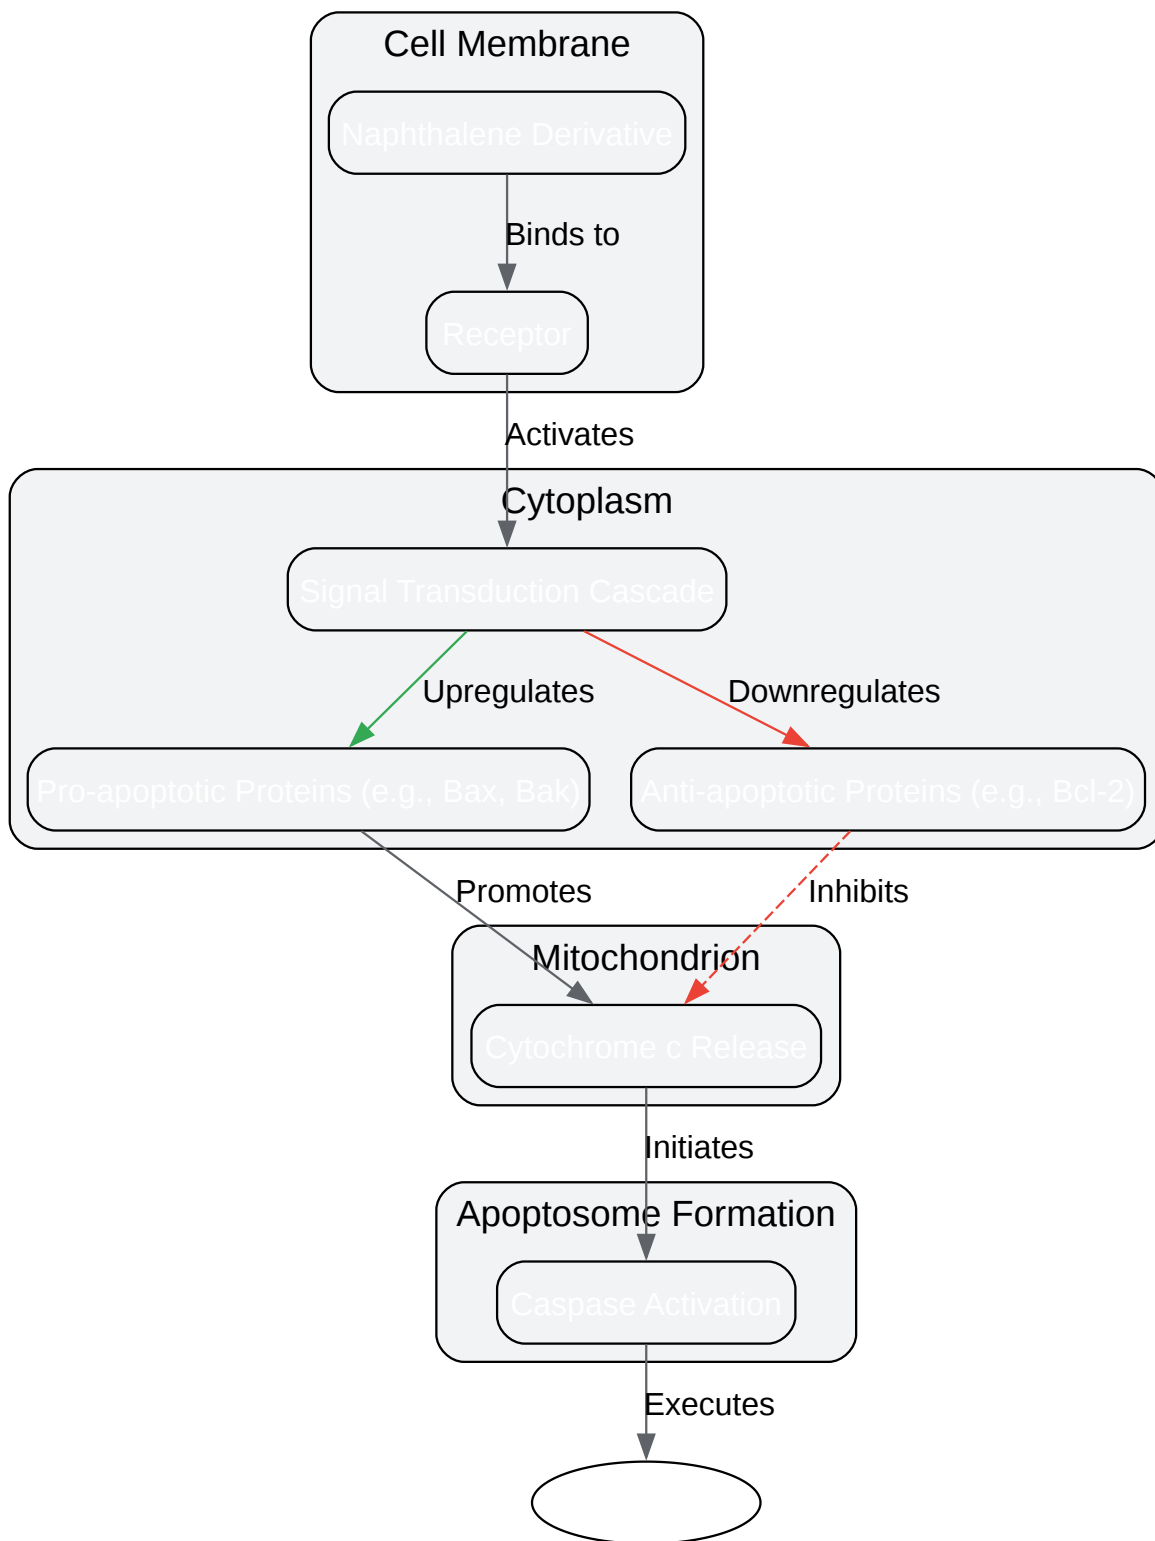 Cell Membrane
Naphthalene Derivative
Binds to
Receptor
Activates
Cytoplasm
Signal Transduction Cascade
Upregulates
Downregulates
Pro-apoptotic Proteins (e.g., Bax, Bak)
Anti-apoptotic Proteins (e.g., Bcl-2)
Promotes
Inhibits
Mitochondrion
Cytochrome c Release
Initiates
Apoptosome Formation
Caspase Activation
Executes